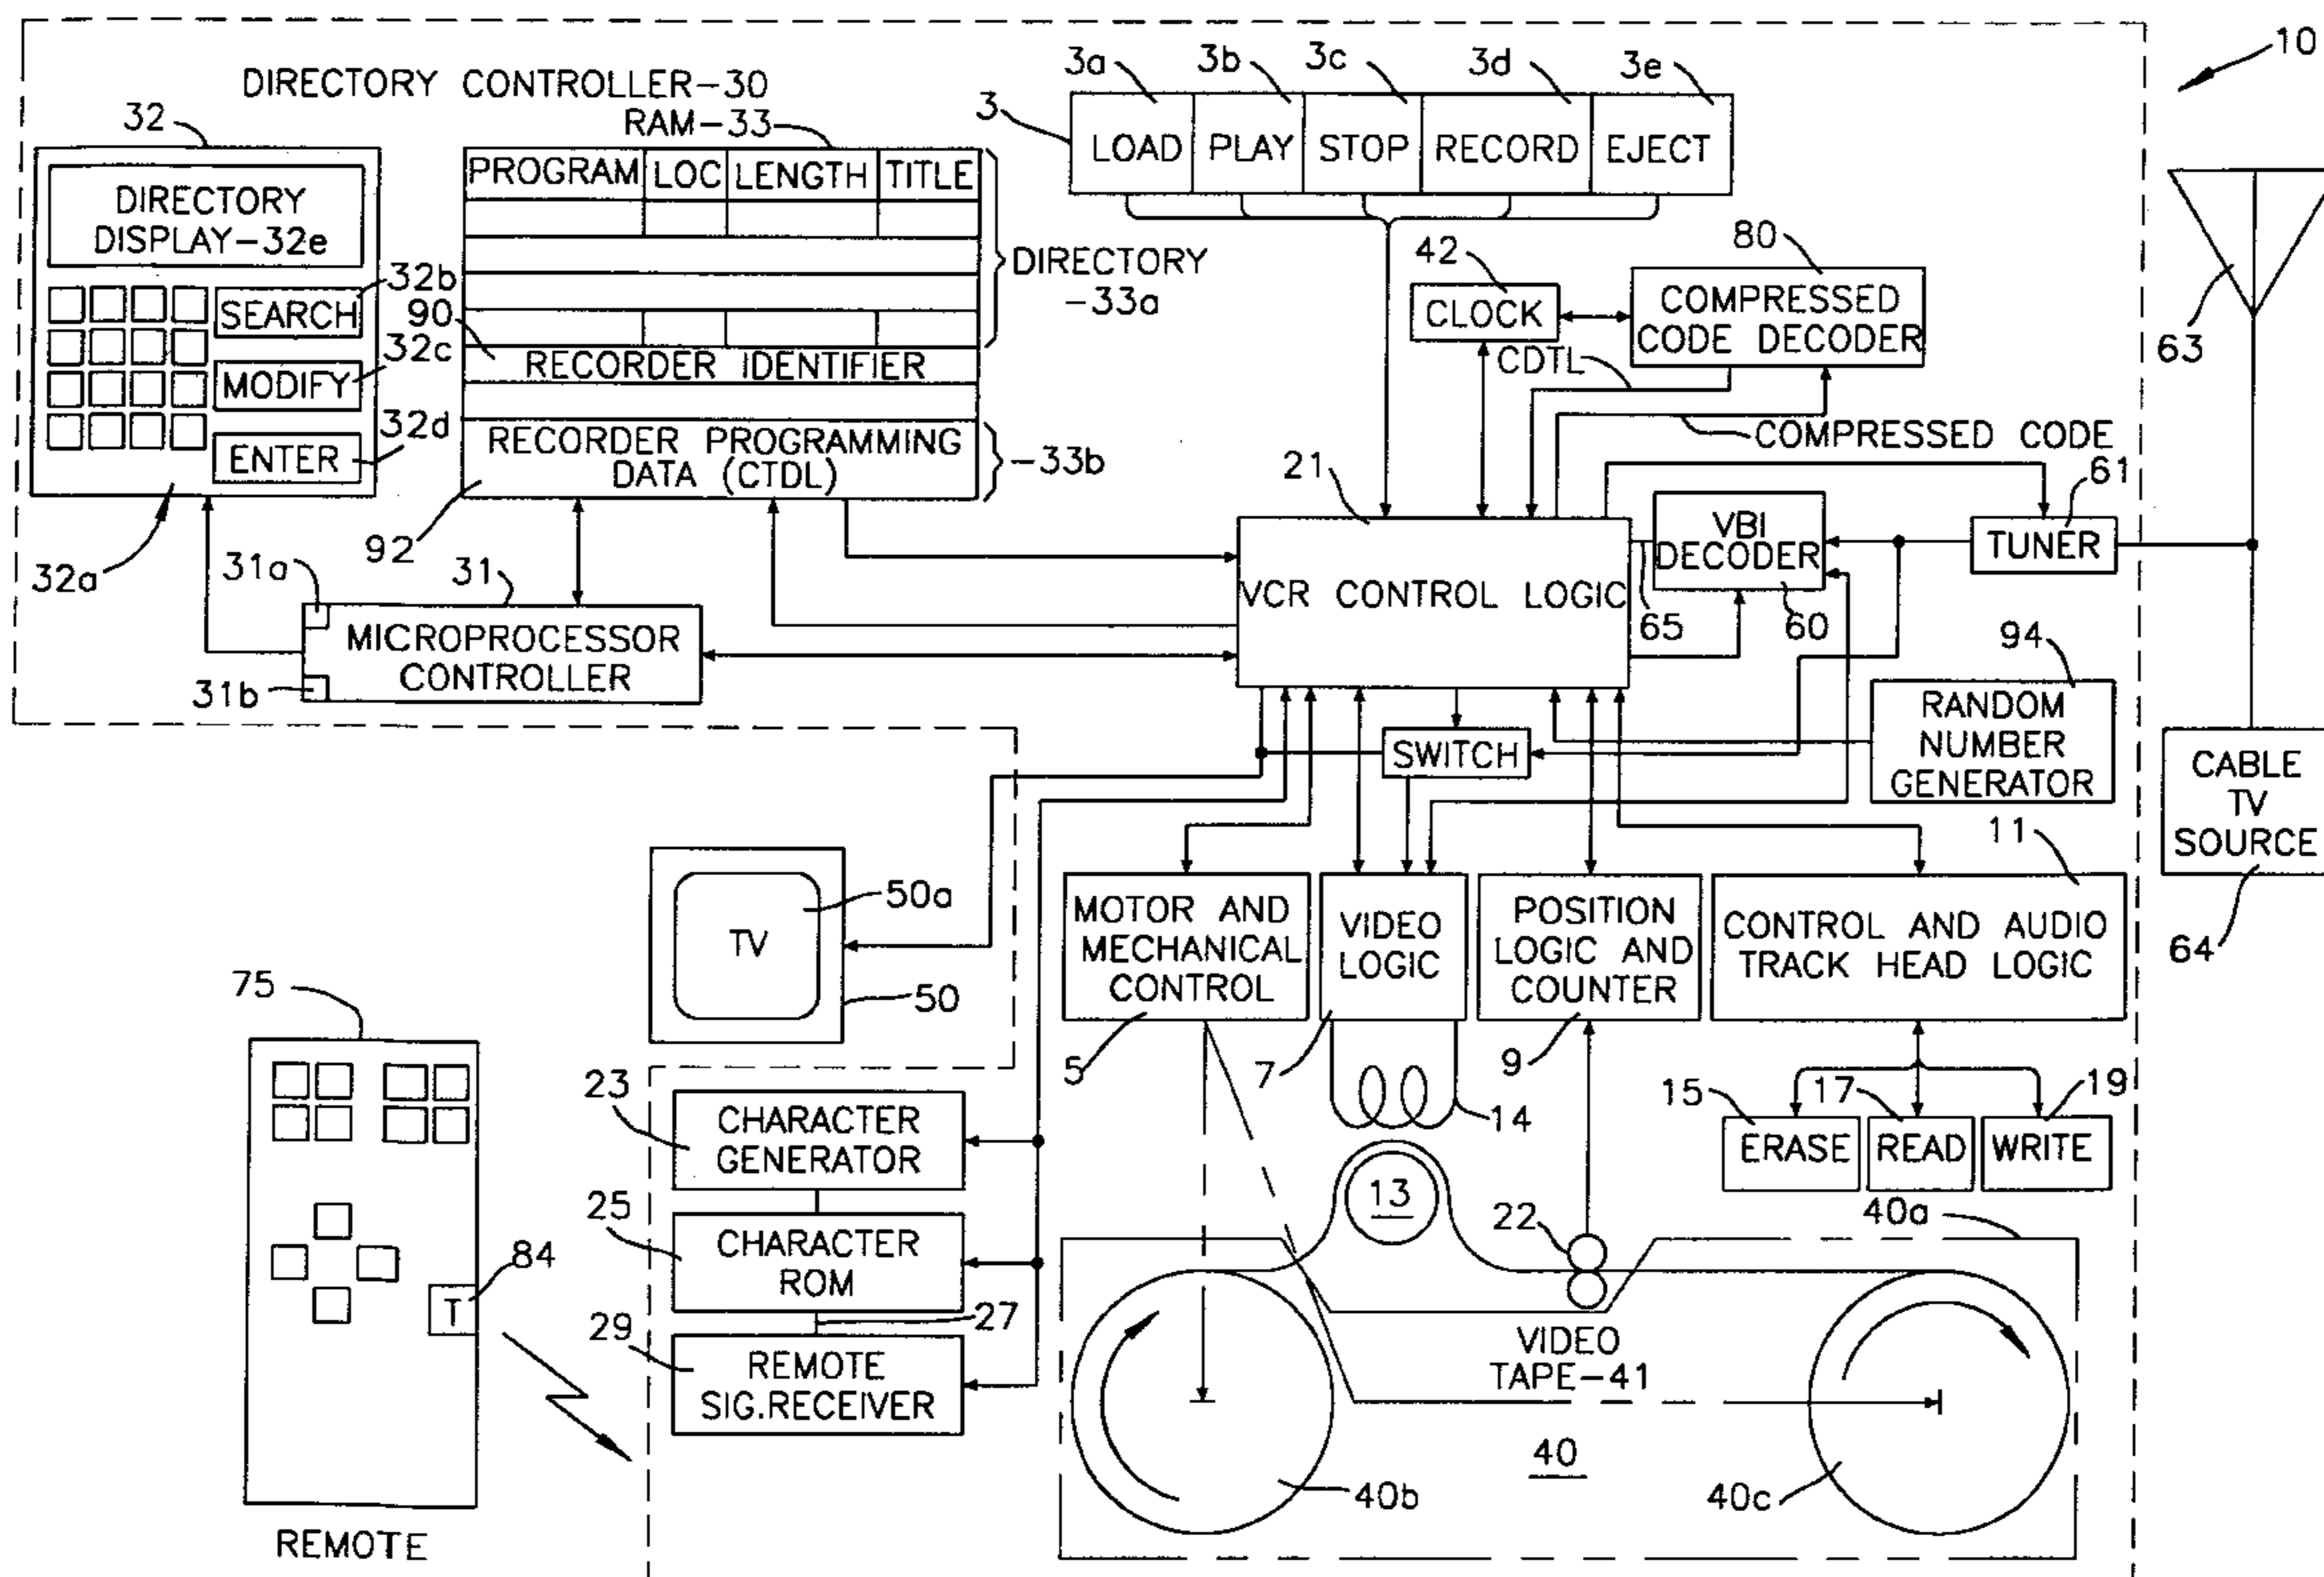 10
DIRECTORY CONTROLLER-30
RAM-33
32
DIRECTORY
DISPLAY-32e
32b
SEARCH
90
32c
MODIFY
32d
ENTER
32a
PROGRAM LOC LENGTH TITLE
DIRECTORY
-33a
RECORDER IDENTIFIER
RECORDER PROGRAMMING
DATA (CTDL)
-33b
92
31a
31
MICROPROCESSOR
CONTROLLER
31b
3a 3b 3c 3d 3e
3
LOAD PLAY STOP RECORD EJECT
42
CLOCK
80
COMPRESSED
CODE DECODER
CDTL
COMPRESSED CODE
63
21
VCR CONTROL LOGIC
VBI
DECODER
65
60
61
TUNER
94
RANDOM
NUMBER
GENERATOR
SWITCH
CABLE
TV
SOURCE
64
TV
50a
50
MOTOR AND
MECHANICAL
CONTROL
5
VIDEO
LOGIC
7
POSITION
LOGIC AND
COUNTER
9
11
CONTROL AND AUDIO
TRACK HEAD LOGIC
14
15 17 19
ERASE READ WRITE
75
T
84
REMOTE
23
CHARACTER
GENERATOR
25
CHARACTER
ROM
27
29
REMOTE
SIG.RECEIVER
13
22
40a
VIDEO
TAPE-41
40
40b
40c